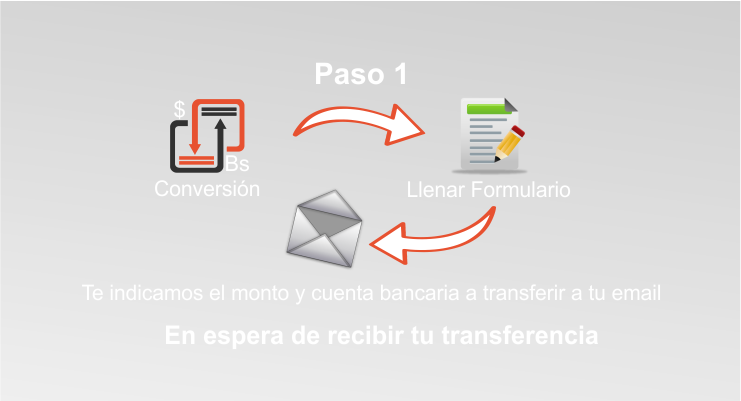 Paso 1
$
Bs
Conversión
Llenar Formulario
Te indicamos el monto y cuenta bancaria a transferir a tu email
En espera de recibir tu transferencia